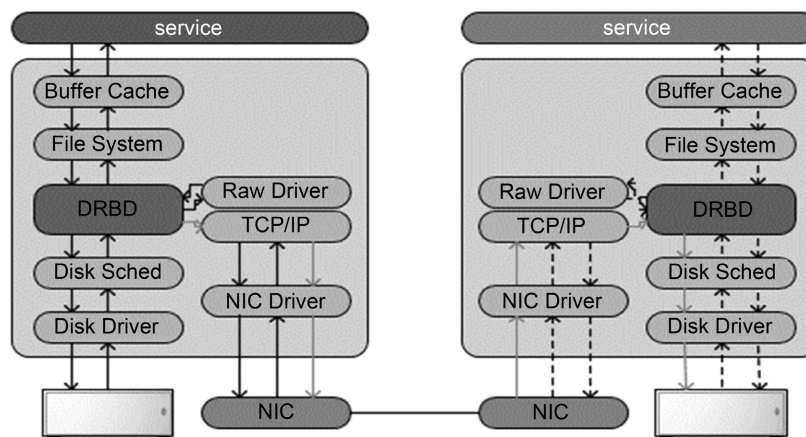 service
Buffer Cache
File System
DRBD
Raw Driver
TCP/IP
Disk Sched
NIC Driver
Disk Driver
NIC
service
Buffer Cache
File System
Raw Driver
DRBD
TCP/IP
Disk Sched
NIC Driver
Disk Driver
NIC